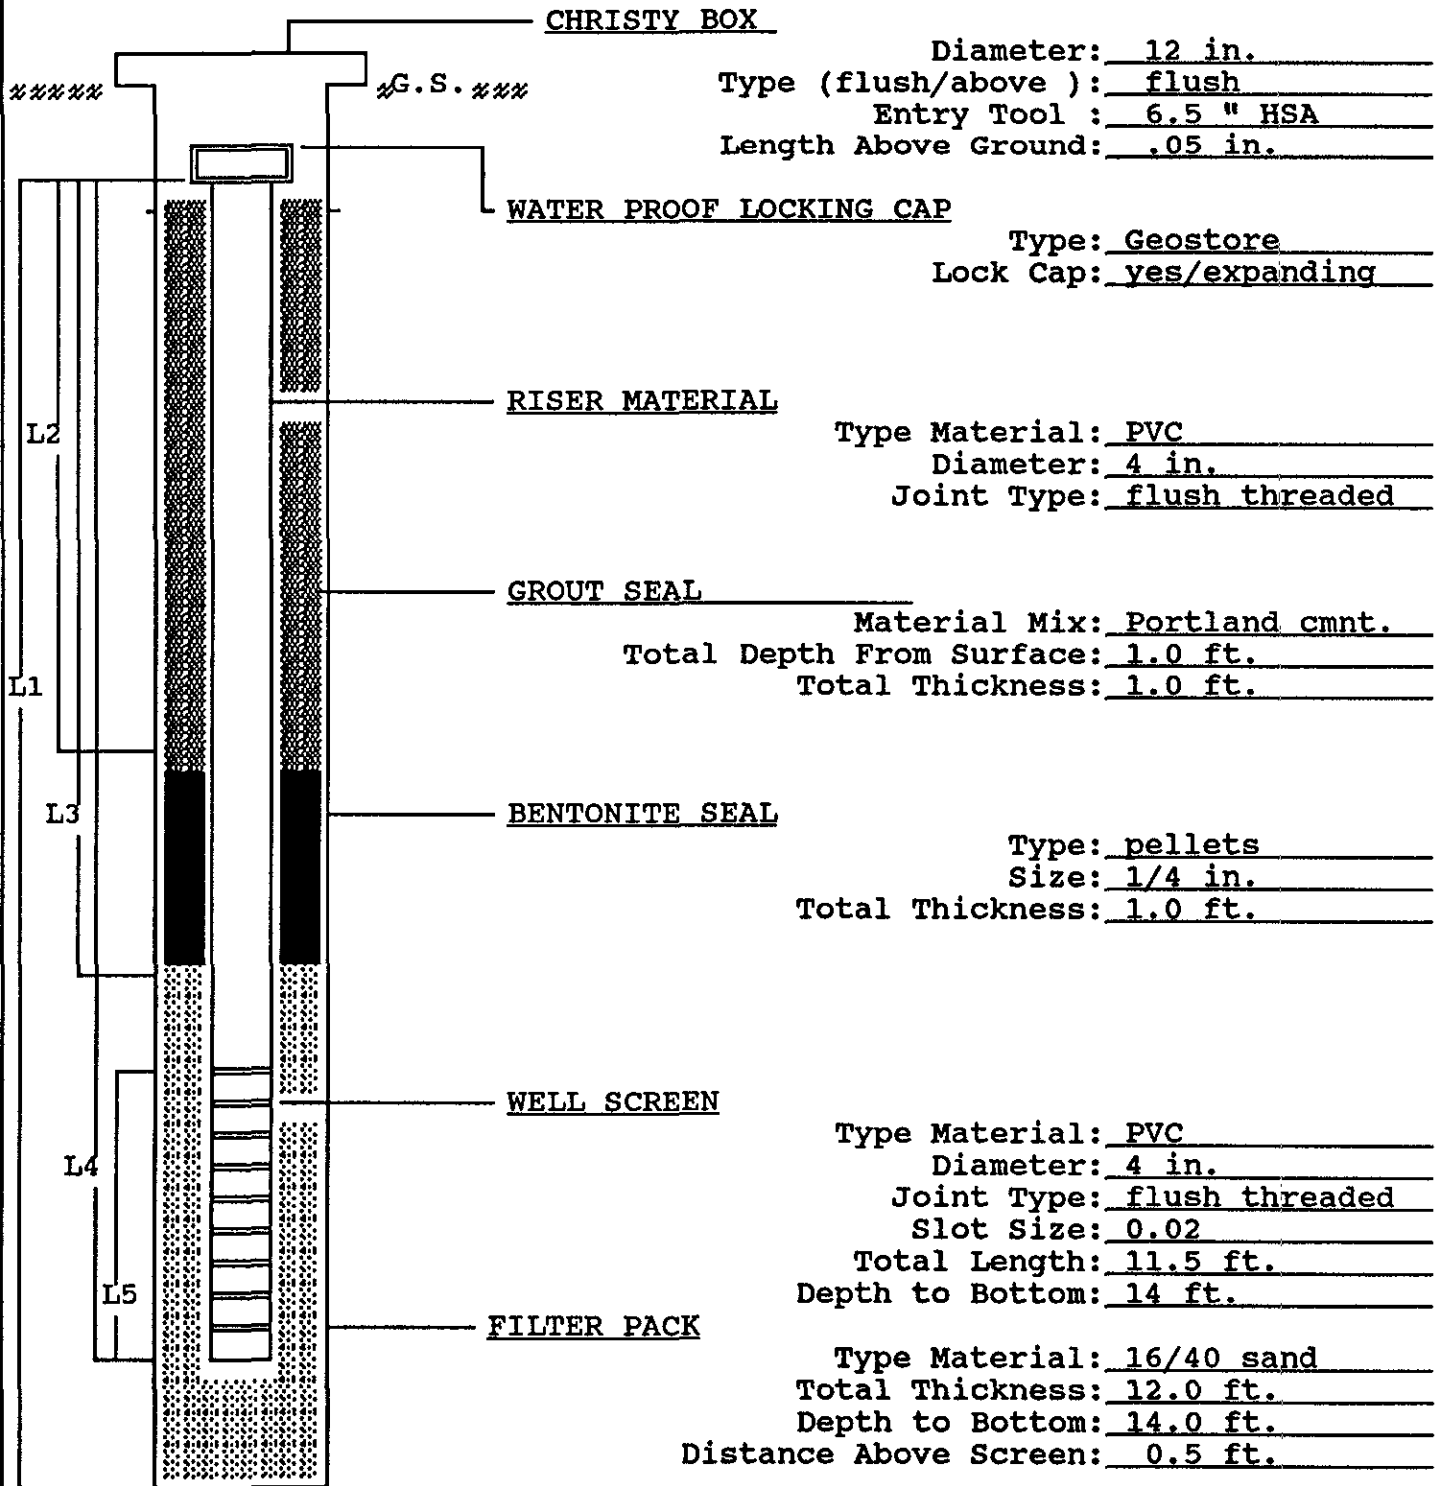 CHRISTY BOX
Diameter: 12 in.
G.S.
Type (flush/above ): flush
Entry Tool : 6.5 " HSA
Length Above Ground: .05 in.
WATER PROOF LOCKING CAP
Type: Geostore
Lock Cap: yes/expanding
RISER MATERIAL
L2
Type Material: PVC
Diameter: 4 in.
Joint Type: flush threaded
GROUT SEAL
Material Mix: Portland cmnt.
Total Depth From Surface: 1.0 ft.
L1
Total Thickness: 1.0 ft.
L3
BENTONITE SEAL
Type: pellets
Size: 1/4 in.
Total Thickness: 1.0 ft.
WELL SCREEN
Type Material: PVC
L4
Diameter: 4 in.
Joint Type: flush threaded
Slot Size: 0.02
Total Length: 11.5 ft.
L5
Depth to Bottom: 14 ft.
FILTER PACK
Type Material: 16/40 sand
Total Thickness: 12.0 ft.
Depth to Bottom: 14.0 ft.
Distance Above Screen: 0.5 ft.